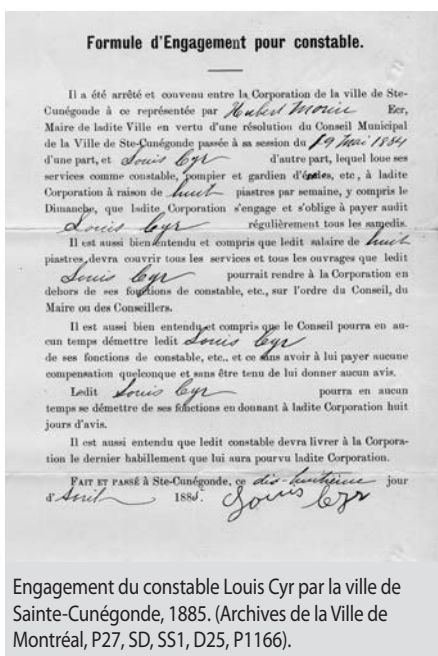 Formule d'Engagement pour constable.
Il a été arrêté et convenu entre la Corporation de la ville de Ste-
Cunégonde à ce représentée par Hubert Morin Ecr,
Maire de ladite Ville en vertu d'une résolution du Conseil Municipal
de la Ville de Ste-Cunégonde passée à sa session du 19 Mai 1884
d'une part, et Louis Cyr d'autre part, lequel loue ses
services comme constable, pompier et gardien d'écoles, etc, à ladite
Corporation à raison de huit piastres par semaine, y compris le
Dimanche, que ladite Corporation s'engage et s'oblige à payer audit
Louis Cyr régulièrement tous les samedis.
Il est aussi bien entendu et compris que ledit salaire de huit
piastres devra couvrir tous les services et tous les ouvrages que ledit
Louis Cyr pourrait rendre à la Corporation en
dehors de ses fonctions de constable, etc., sur l'ordre du Conseil, du
Maire ou des Conseillers.
Il est aussi bien entendu et compris que le Conseil pourra en au-
cun temps démettre ledit Louis Cyr
de ses fonctions de constable, etc., et ce sans avoir à lui payer aucune
compensation quelconque et sans être tenu de lui donner aucun avis.
Ledit Louis Cyr pourra en aucun
temps se démettre de ses fonctions en donnant à ladite Corporation huit
jours d'avis.
Il est aussi entendu que ledit constable devra livrer à la Corpora-
tion le dernier habillement que lui aura pourvu ladite Corporation.
FAIT ET PASSÉ à Ste-Cunégonde, ce dix-huitième jour
d'Avril 1885. Louis Cyr
Engagement du constable Louis Cyr par la ville de
Sainte-Cunégonde, 1885. (Archives de la Ville de
Montréal, P27, SD, SS1, D25, P1166).